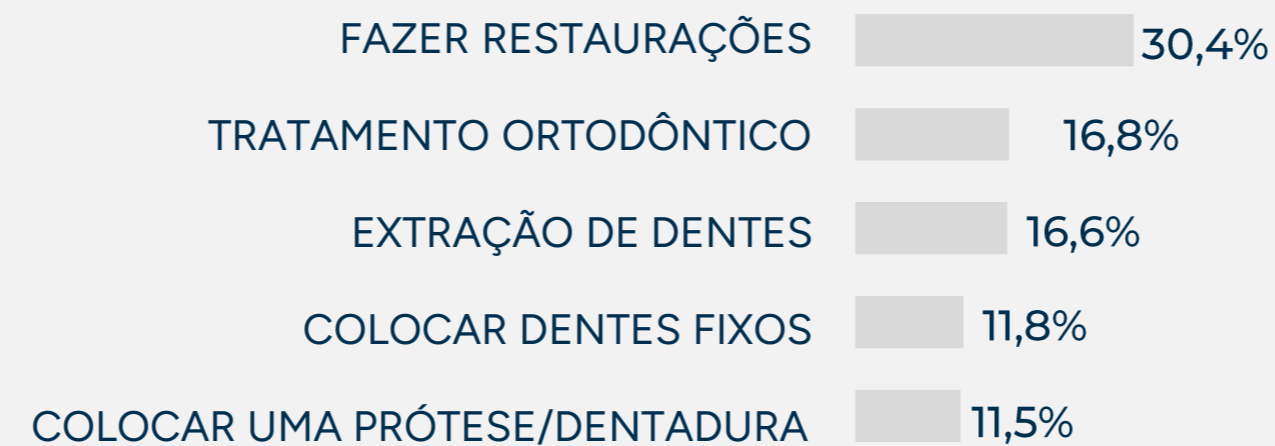 FAZER RESTAURAÇÕES 30,4%
TRATAMENTO ORTODÔNTICO 16,8%
EXTRAÇÃO DE DENTES 16,6%
COLOCAR DENTES FIXOS 11,8%
COLOCAR UMA PRÓTESE/DENTADURA 11,5%